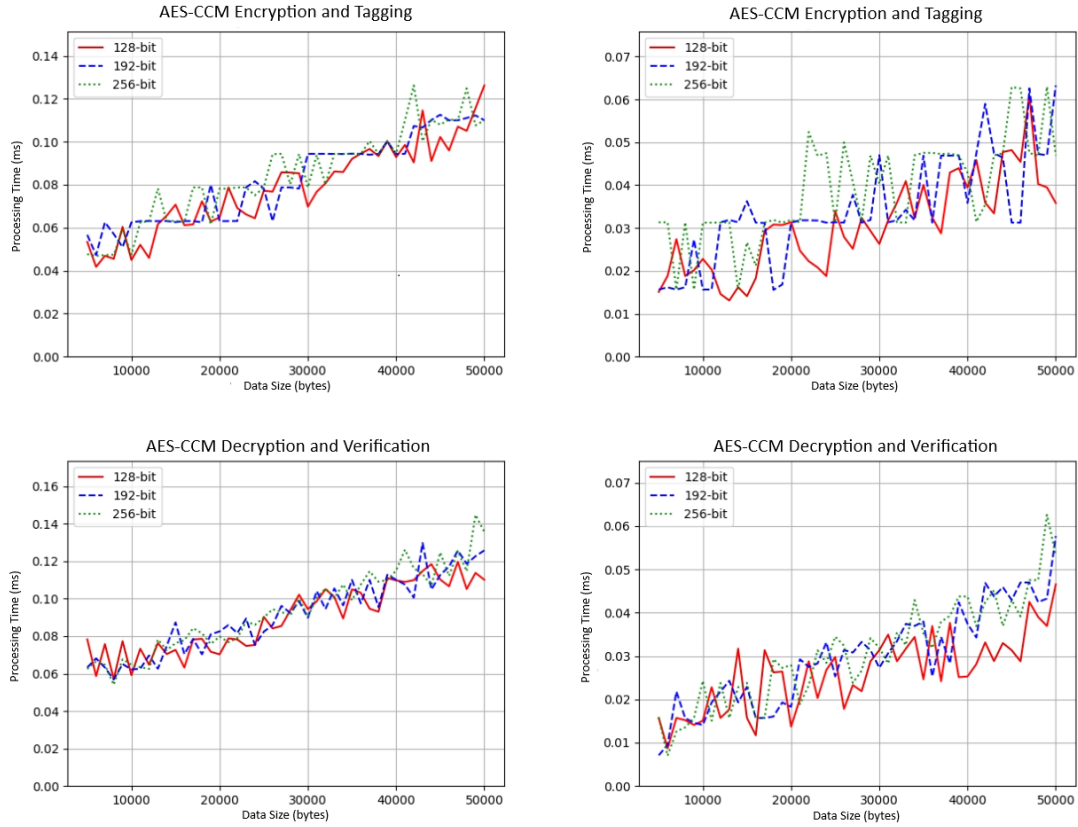 AES-CCM Encryption and Tagging
128-bit
192-bit
256-bit
0.14
0.12
0.10
0.08
0.06
0.04
0.02
0.00
Processing Time (ms)
10000 20000 30000 40000 50000
Data Size (bytes)
AES-CCM Encryption and Tagging
128-bit
192-bit
256-bit
0.07
0.06
0.05
0.04
0.03
0.02
0.01
0.00
Processing Time (ms)
10000 20000 30000 40000 50000
Data Size (bytes)
AES-CCM Decryption and Verification
128-bit
192-bit
256-bit
0.16
0.14
0.12
0.10
0.08
0.06
0.04
0.02
0.00
Processing Time (ms)
10000 20000 30000 40000 50000
Data Size (bytes)
AES-CCM Decryption and Verification
128-bit
192-bit
256-bit
0.07
0.06
0.05
0.04
0.03
0.02
0.01
0.00
Processing Time (ms)
10000 20000 30000 40000 50000
Data Size (bytes)